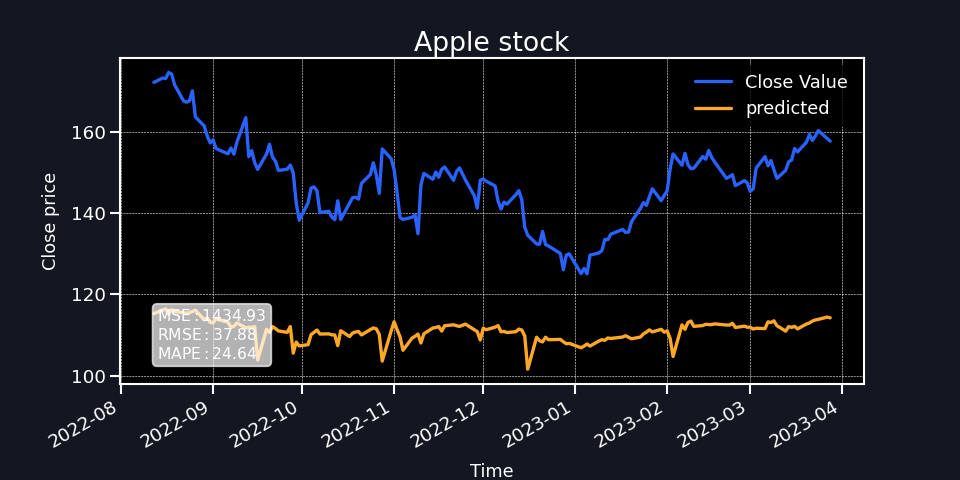 Apple stock
Close Value
predicted
Close price
160
140
120
100
MSE : 1434.93
RMSE : 37.88
MAPE : 24.64
2022-08
2022-09
2022-10
2022-11
2022-12
2023-01
2023-02
2023-03
2023-04
Time